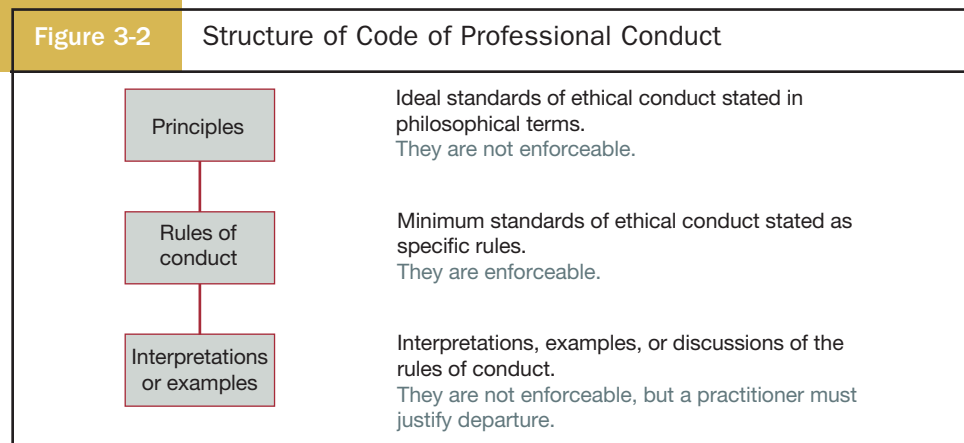 Figure 3-2 Structure of Code of Professional Conduct
Principles
Ideal standards of ethical conduct stated in
philosophical terms.
They are not enforceable.
Rules of
conduct
Minimum standards of ethical conduct stated as
specific rules.
They are enforceable.
Interpretations
or examples
Interpretations, examples, or discussions of the
rules of conduct.
They are not enforceable, but a practitioner must
justify departure.